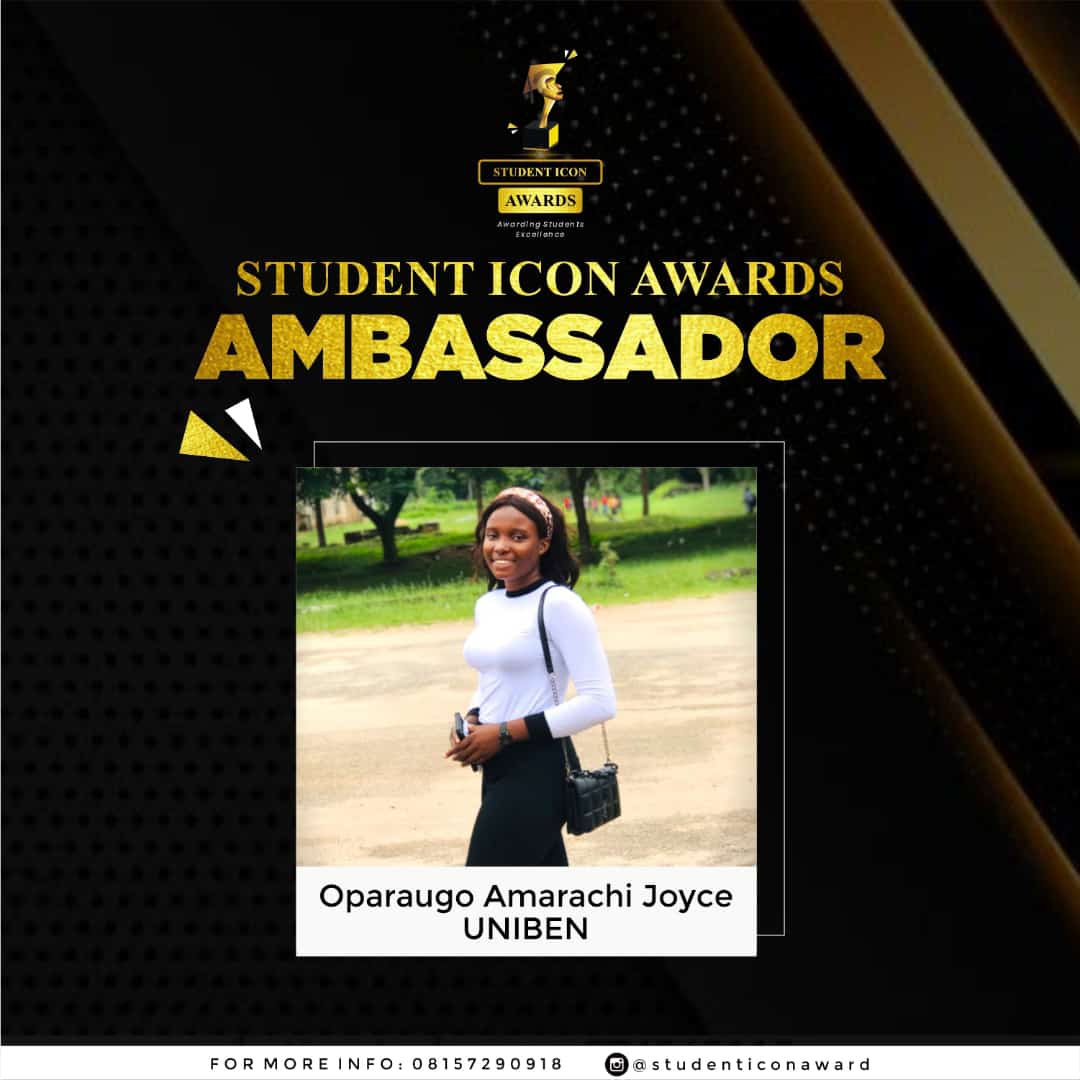 STUDENT ICON
AWARDS
Awarding Students
Excellence
STUDENT ICON AWARDS
AMBASSADOR
Oparaugo Amarachi Joyce
UNIBEN
FOR MORE INFO: 08157290918 @studenticonaward